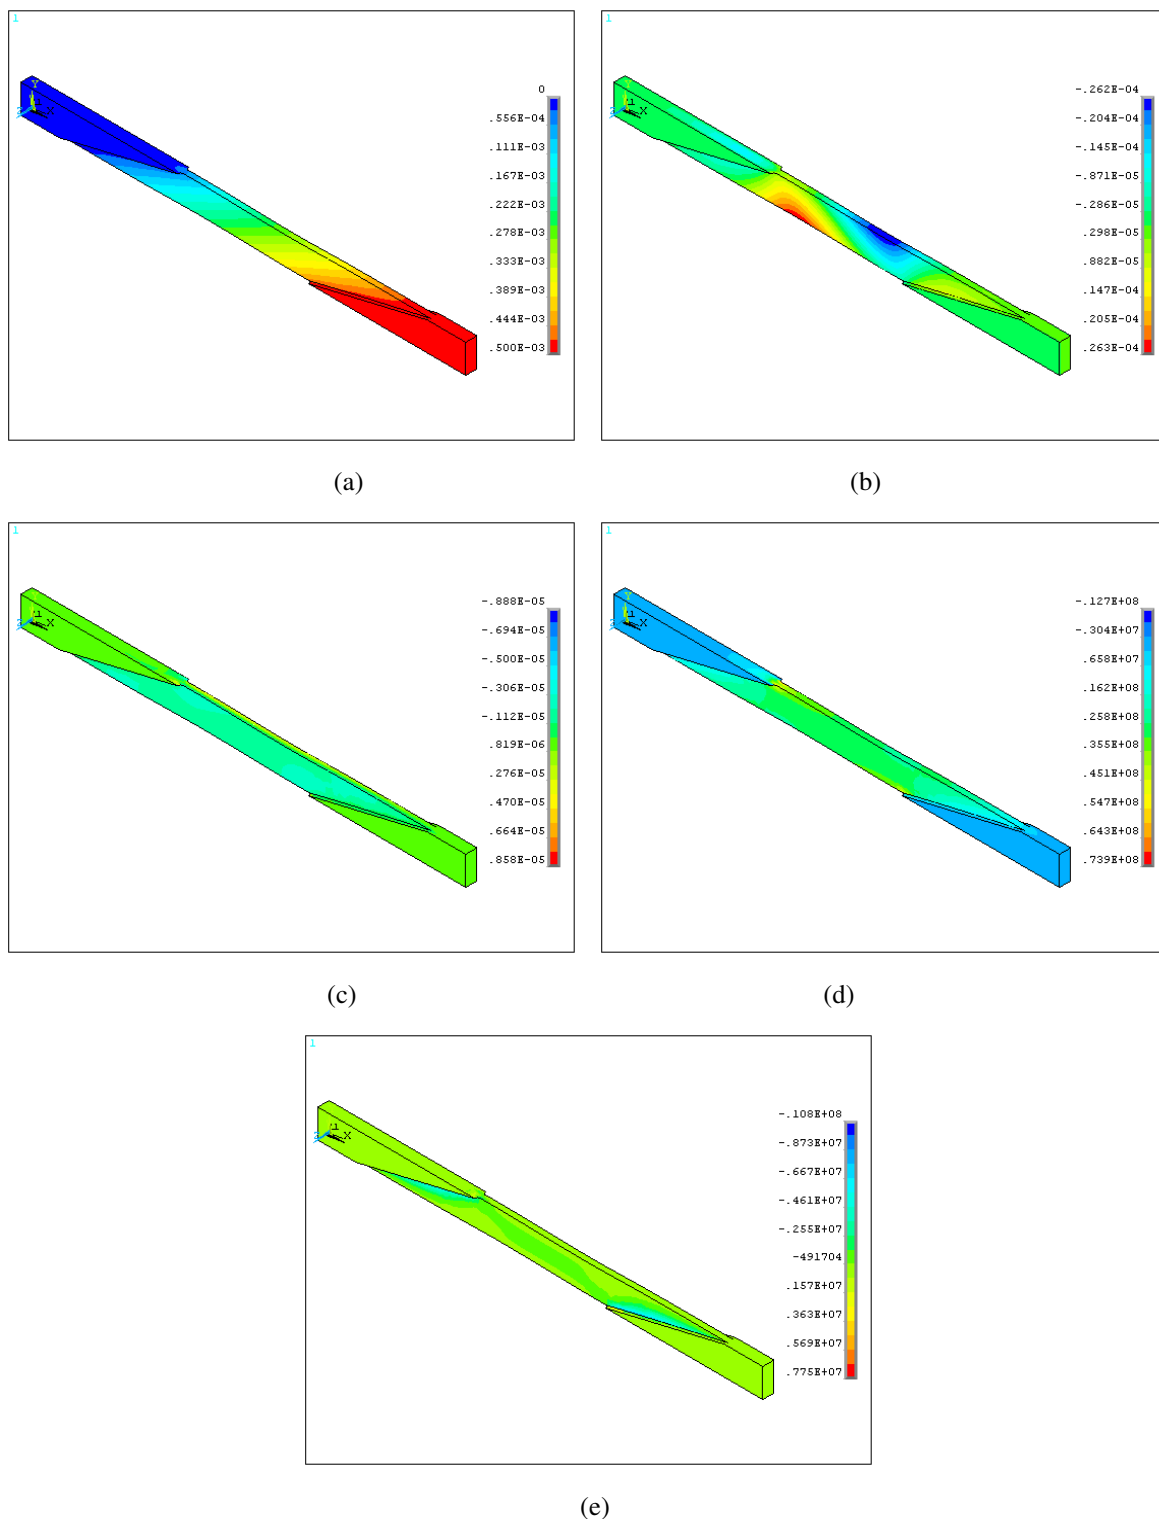 1
Y
1
Z
X
0
.556E-04
.111E-03
.167E-03
.222E-03
.278E-03
.333E-03
.389E-03
.444E-03
.500E-03
(a)
1
Y
1
Z
X
-.262E-04
-.204E-04
-.145E-04
-.871E-05
-.286E-05
.298E-05
.882E-05
.147E-04
.205E-04
.263E-04
(b)
1
Y
1
Z
X
-.888E-05
-.694E-05
-.500E-05
-.306E-05
-.112E-05
.819E-06
.276E-05
.470E-05
.664E-05
.858E-05
(c)
1
Y
1
Z
X
-.127E+08
-.304E+07
.658E+07
.162E+08
.258E+08
.355E+08
.451E+08
.547E+08
.643E+08
.739E+08
(d)
1
1
Z
X
-.108E+08
-.873E+07
-.667E+07
-.461E+07
-.255E+07
-491704
.157E+07
.363E+07
.569E+07
.775E+07
(e)